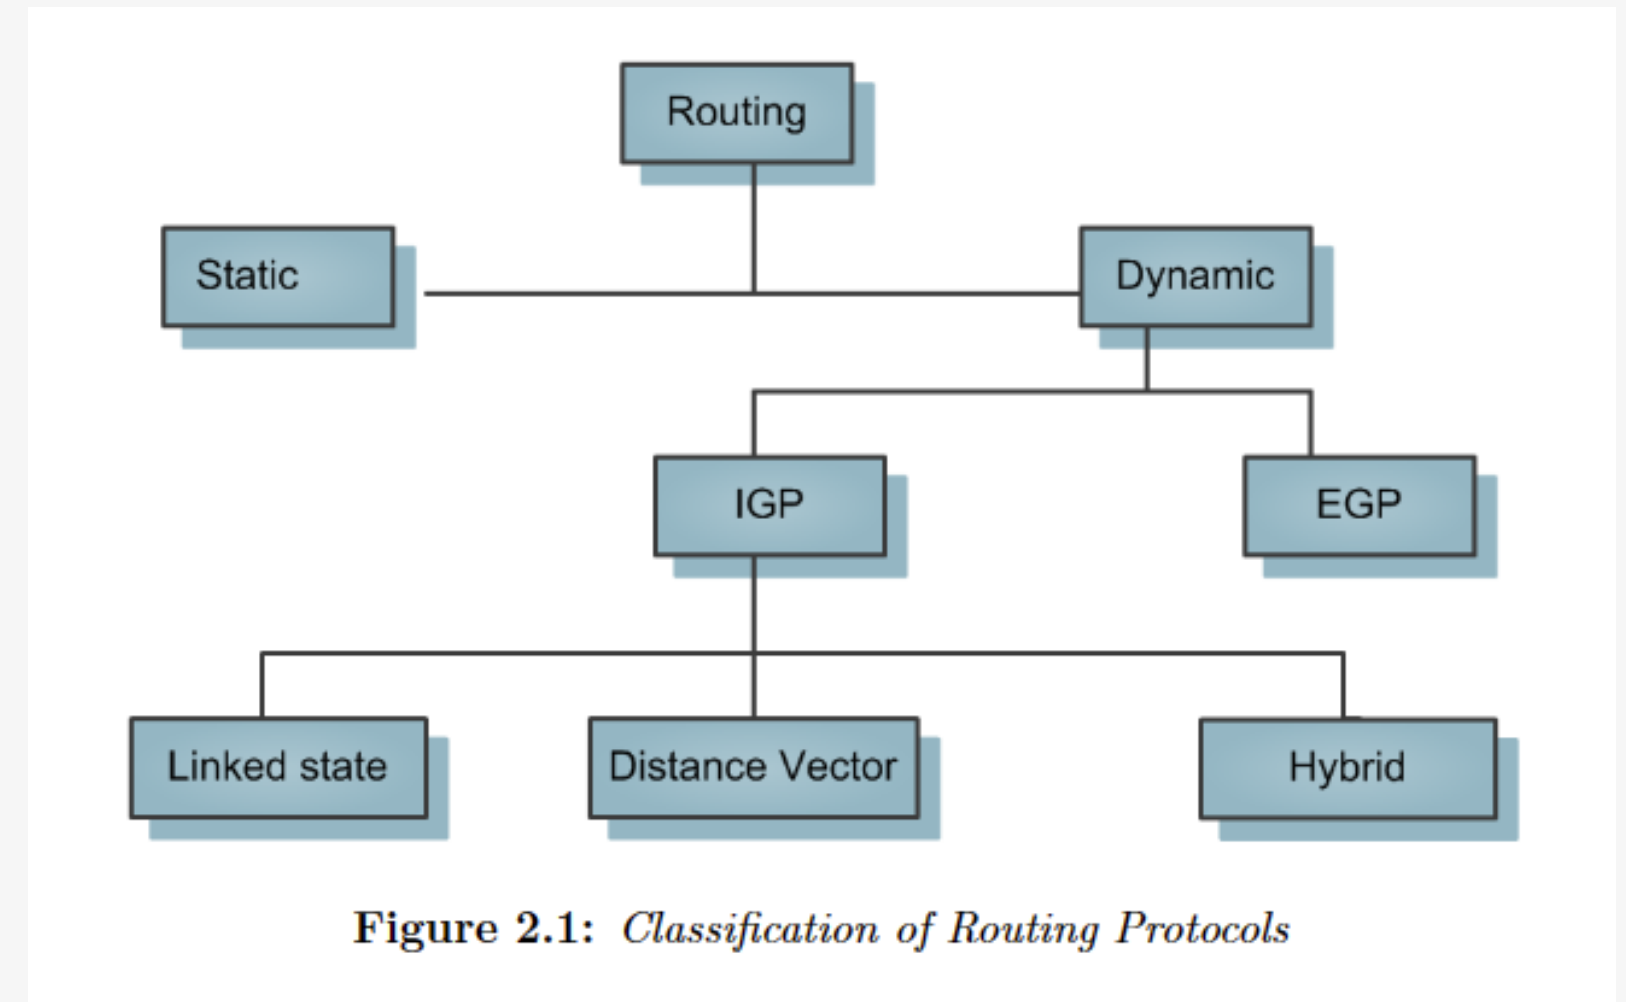 Routing
Static
Dynamic
IGP
EGP
Linked state
Distance Vector
Hybrid
Figure 2.1: Classification of Routing Protocols